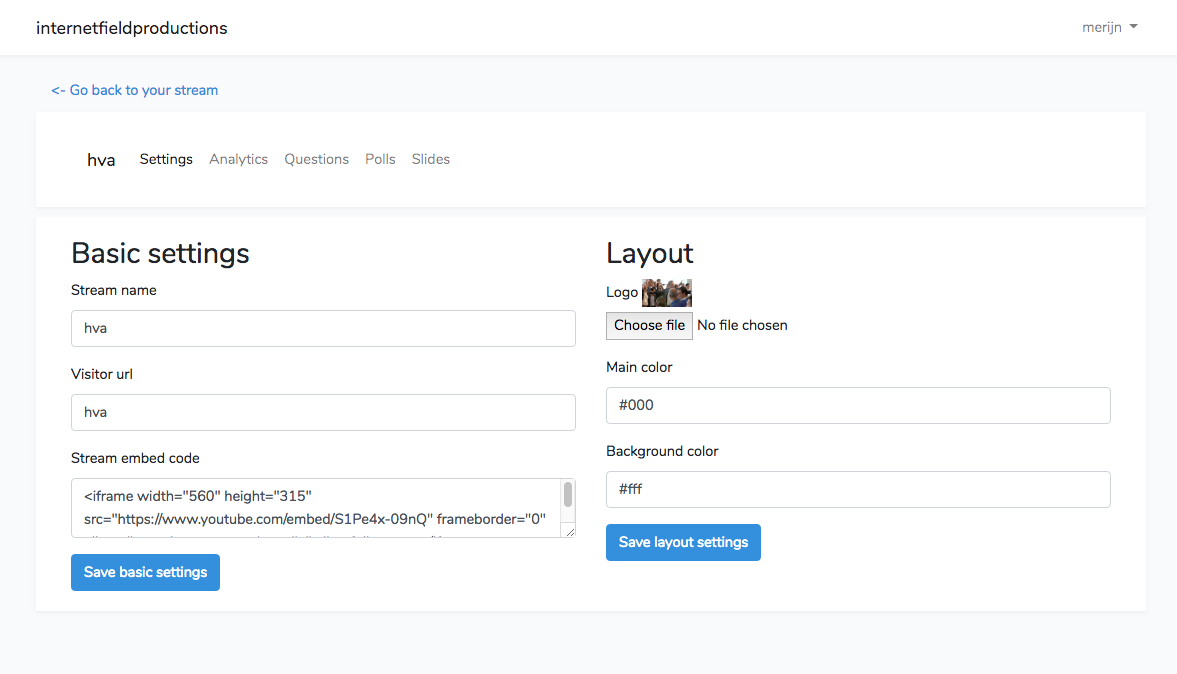 internetfieldproductions
merijn
<- Go back to your stream
hva Settings Analytics Questions Polls Slides
Basic settings
Stream name
hva
Visitor url
hva
Stream embed code
<iframe width="560" height="315"
src="https://www.youtube.com/embed/S1Pe4x-09nQ" frameborder="0"
Save basic settings
Layout
Logo
Choose file No file chosen
Main color
#000
Background color
#fff
Save layout settings